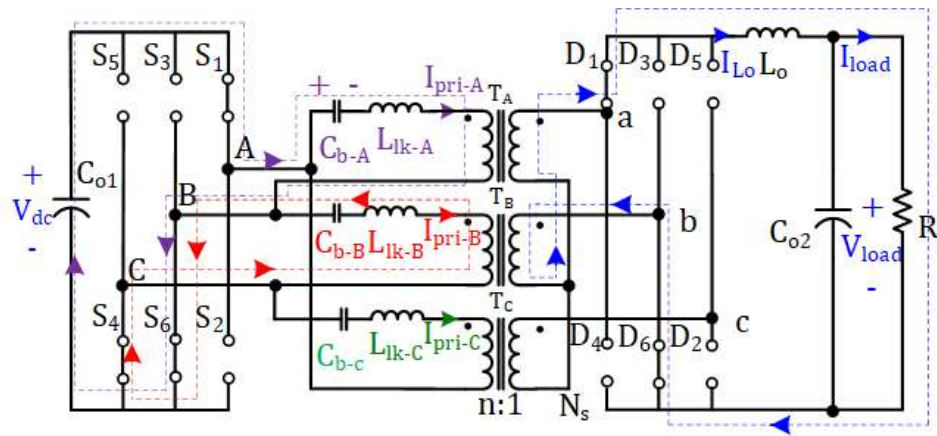 S5 S3 S1
D1 D3 D5
+ -
Ipri-A
TA
ILo Lo
Iload
a
A
Cb-A
Llk-A
Co1
+
Vdc
-
B
TB
b
+
R
Cb-B Llk-B Ipri-B
Co2
Vload
-
C
TC
S4 S6 S2
c
D4 D6 D2
Cb-c Llk-C Ipri-C
n:1
Ns